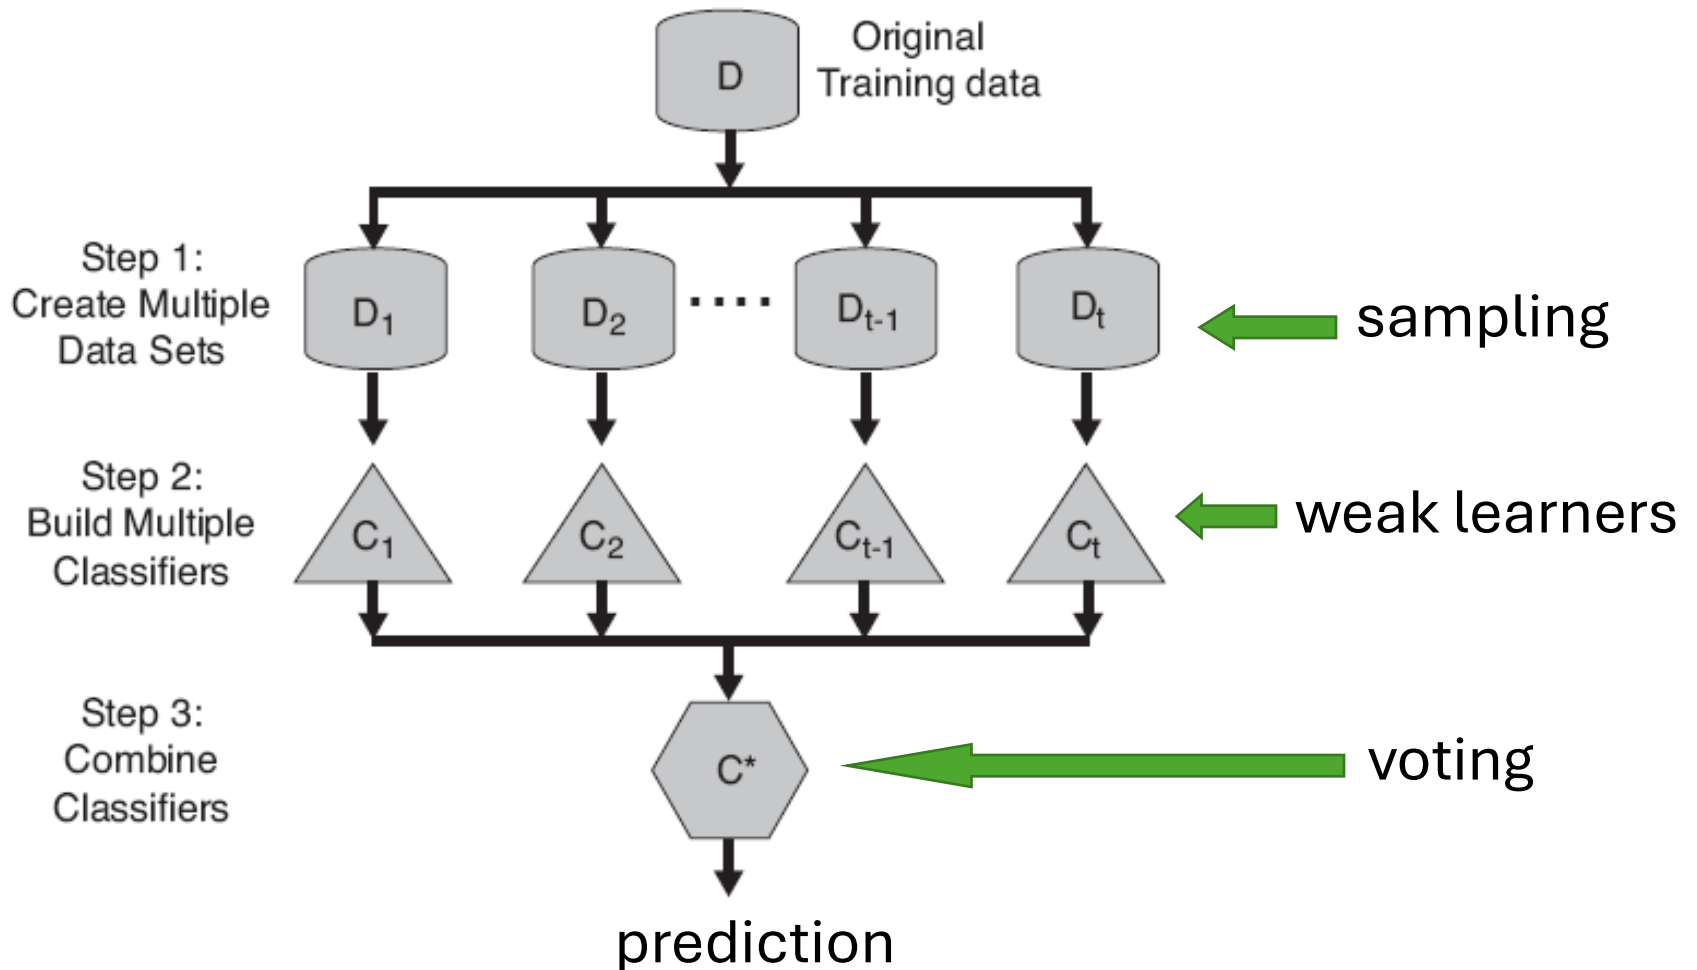 D
Original
Training data
Step 1:
Create Multiple
Data Sets
D1
D2
....
Dt-1
Dt
sampling
Step 2:
Build Multiple
Classifiers
C1
C2
Ct-1
Ct
weak learners
Step 3:
Combine
Classifiers
C*
voting
prediction